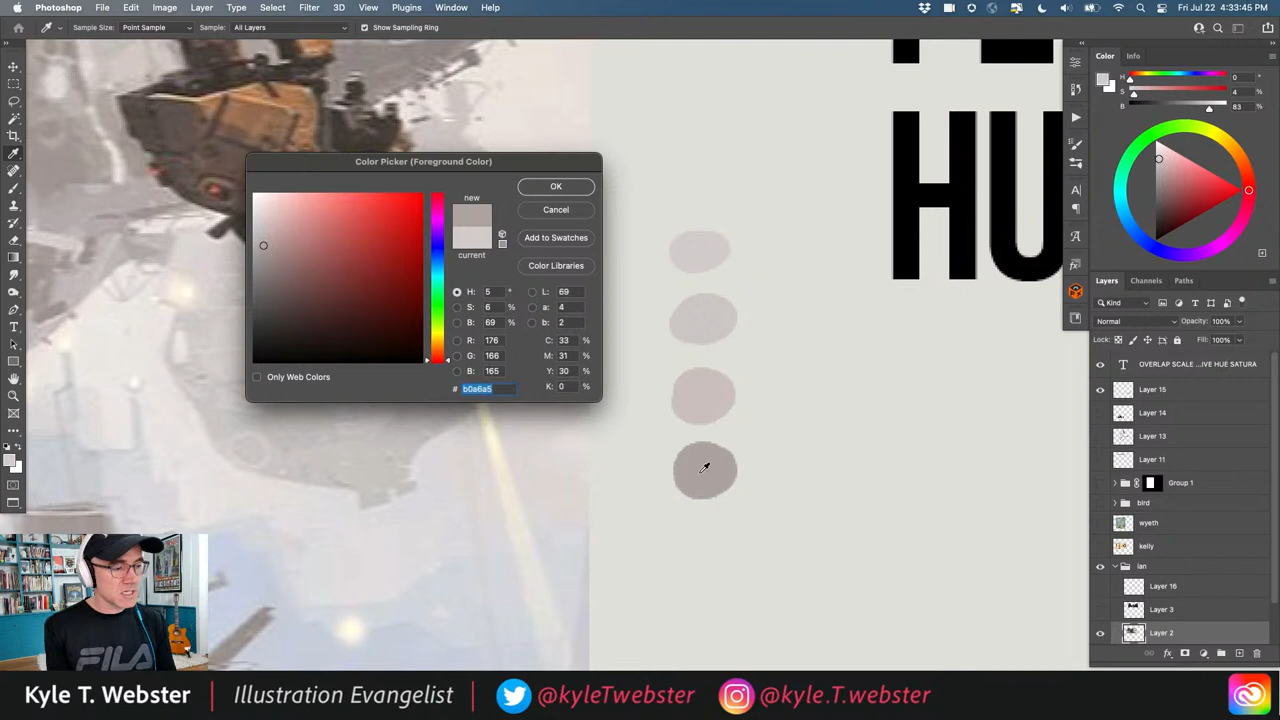 Photoshop File Edit Image Layer Type Select Filter 3D View Plugins Window Help Fri Jul 22 4:33:45 PM
Sample Size: Point Sample Sample: All Layers Show Sampling Ring
HU
Color Picker (Foreground Color)
new
current
OK
Cancel
Add to Swatches
Color Libraries
H: 5 ° L: 69
S: 6 % a: 4
B: 69 % b: 2
R: 176 C: 33 %
G: 166 M: 31 %
B: 165 Y: 30 %
# b0a6a5 K: 0 %
Only Web Colors
Color Info
H 0 °
S 4 %
B 83 %
Layers Channels Paths
Kind
Normal Opacity: 100%
Lock: Fill: 100%
OVERLAP SCALE ...IVE HUE SATURA
Layer 15
Layer 14
Layer 13
Layer 11
Group 1
bird
wyeth
kelly
ian
Layer 16
Layer 3
Layer 2
FILA
Kyle T. Webster | Illustration Evangelist @kyleTwebster | @kyle.T.webster